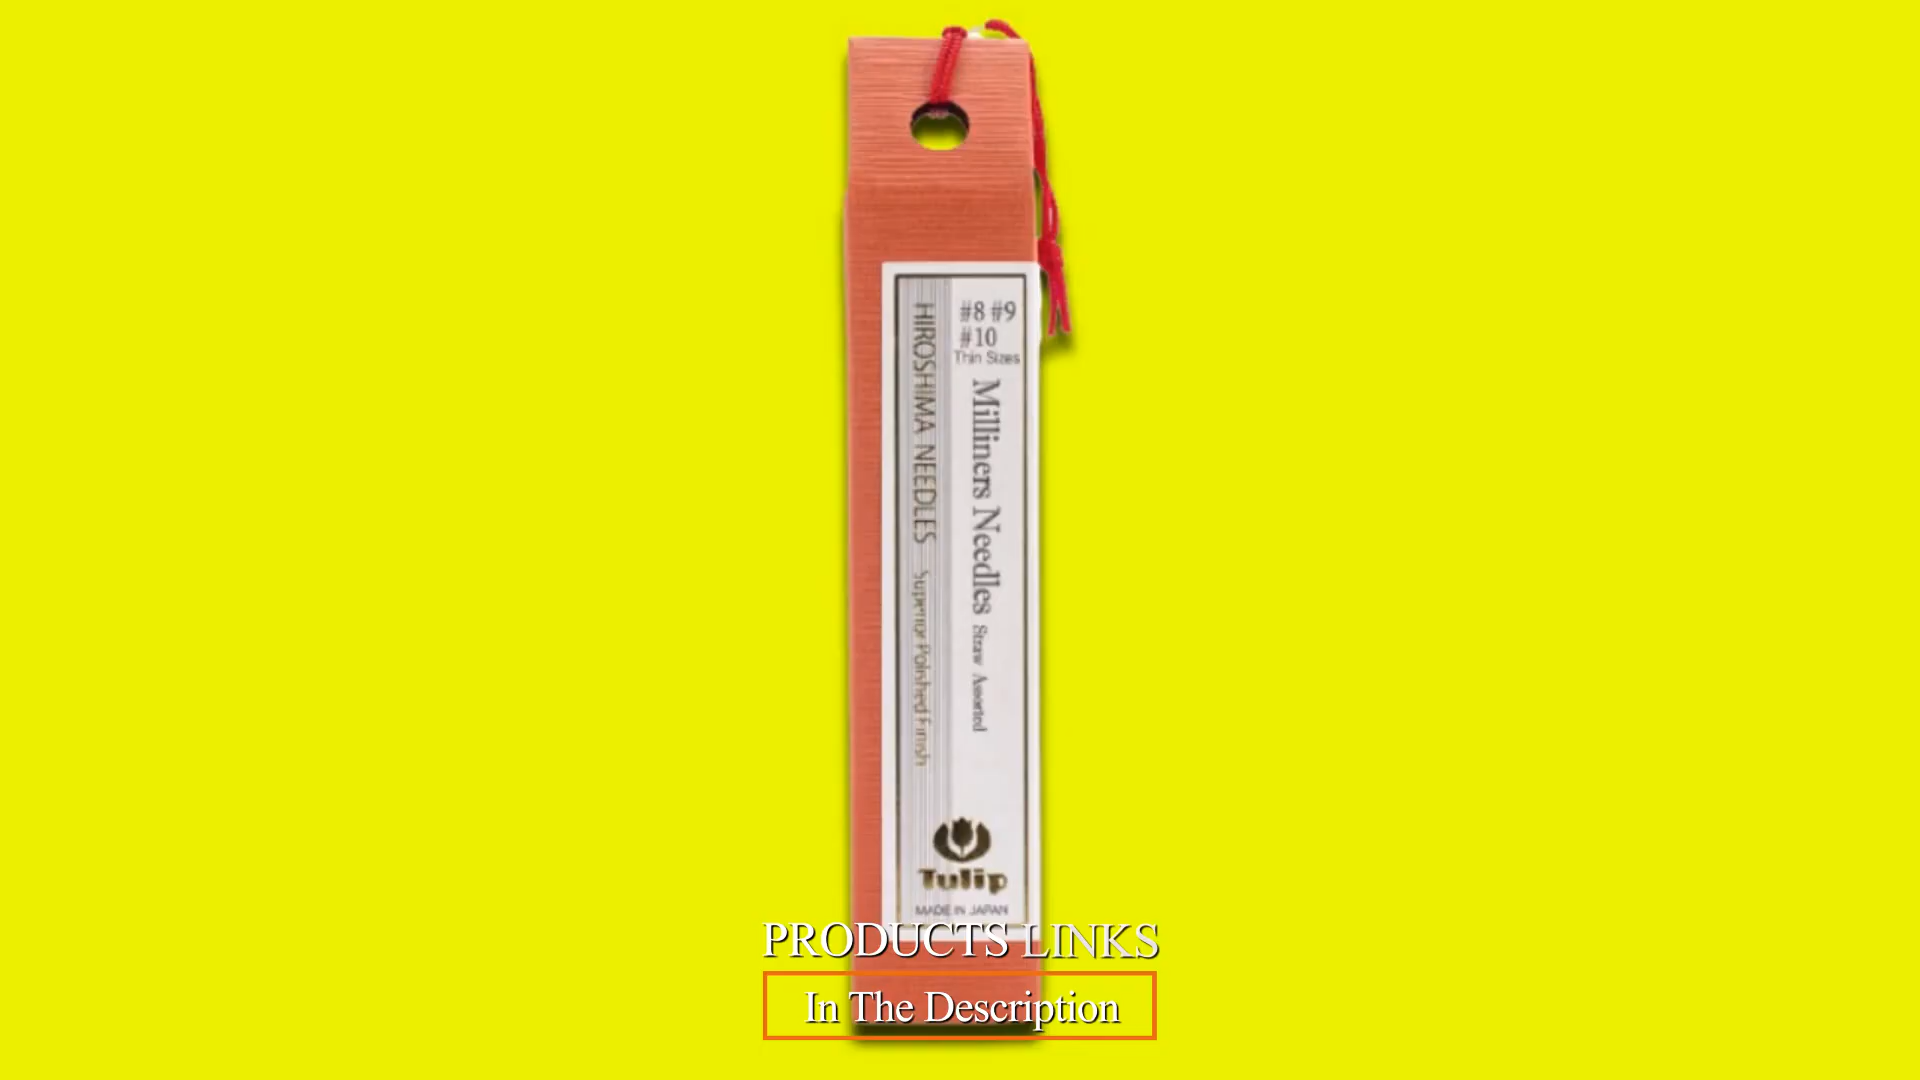 #8 #9
#10
Thin Sizes
Milliners Needles Straw Assorted
HIROSHIMA NEEDLES Superior Polished Finish
Tulip
MADE IN JAPAN
PRODUCTS LINKS
In The Description